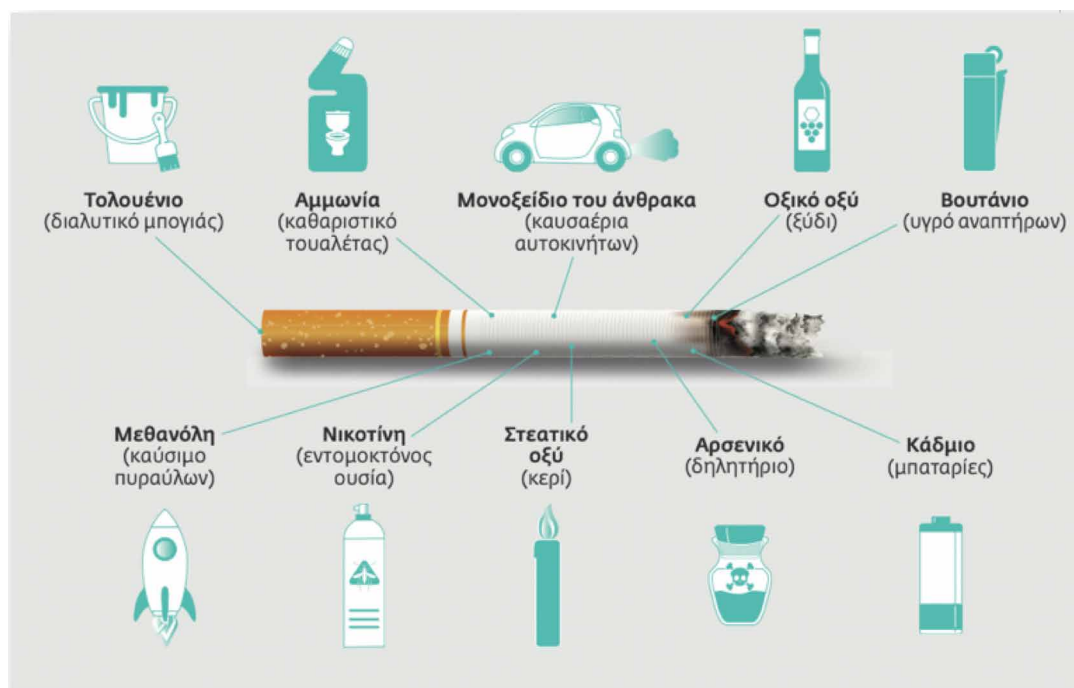 Τολουένιο
(διαλυτικό μπογιάς)
Αμμωνία
(καθαριστικό
τουαλέτας)
Μονοξείδιο του άνθρακα
(καυσαέρια
αυτοκινήτων)
Οξικό οξύ
(ξύδι)
Βουτάνιο
(υγρό αναπτήρων)
Μεθανόλη
(καύσιμο
πυραύλων)
Νικοτίνη
(εντομοκτόνος
ουσία)
Στεατικό
οξύ
(κερί)
Αρσενικό
(δηλητήριο)
Κάδμιο
(μπαταρίες)